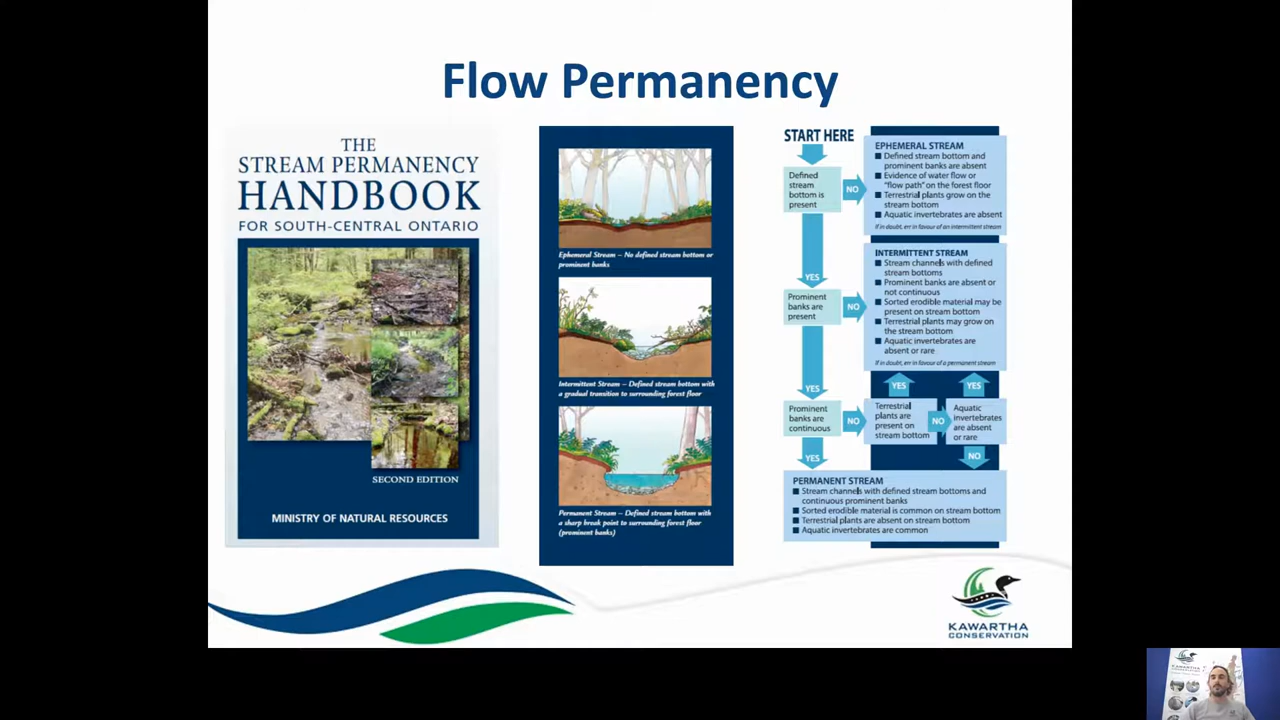 Flow Permanency
THE
STREAM PERMANENCY
HANDBOOK
FOR SOUTH-CENTRAL ONTARIO
SECOND EDITION
MINISTRY OF NATURAL RESOURCES
Ephemeral Stream – No defined stream bottom or
prominent banks
Intermittent Stream – Defined stream bottom with
a gradual transition to surrounding forest floor
Permanent Stream – Defined stream bottom with
a sharp break point to surrounding forest floor
(prominent banks)
START HERE
Defined
stream
bottom is
present
NO
EPHEMERAL STREAM
Defined stream bottom and
prominent banks are absent
Evidence of water flow or
"flow path" on the forest floor
Terrestrial plants grow on the
stream bottom
Aquatic invertebrates are absent
If in doubt, err in favour of an intermittent stream
YES
Prominent
banks are
present
NO
INTERMITTENT STREAM
Stream channels with defined
stream bottoms
Prominent banks are absent or
not continuous
Sorted erodible material may be
present on stream bottom
Terrestrial plants may grow on
the stream bottom
Aquatic invertebrates are
absent or rare
If in doubt, err in favour of a permanent stream
YES
YES
YES
Prominent
banks are
continuous
NO
Terrestrial
plants are
present on
stream bottom
NO
Aquatic
invertebrates
are absent
or rare
YES
NO
PERMANENT STREAM
Stream channels with defined stream bottoms and
continuous prominent banks
Sorted erodible material is common on stream bottom
Terrestrial plants are absent on stream bottom
Aquatic invertebrates are common
KAWARTHA
CONSERVATION
KAWARTHA